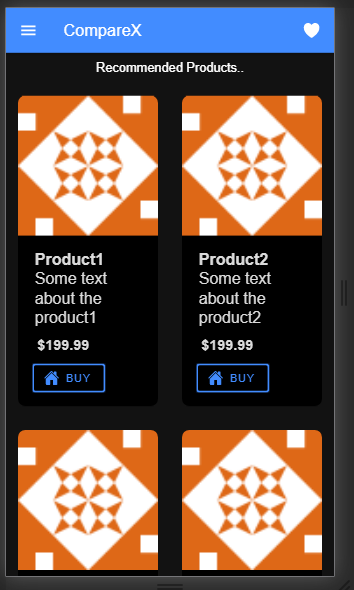 CompareX
Recommended Products..
Product1
Some text
about the
product1
$199.99
BUY
Product2
Some text
about the
product2
$199.99
BUY